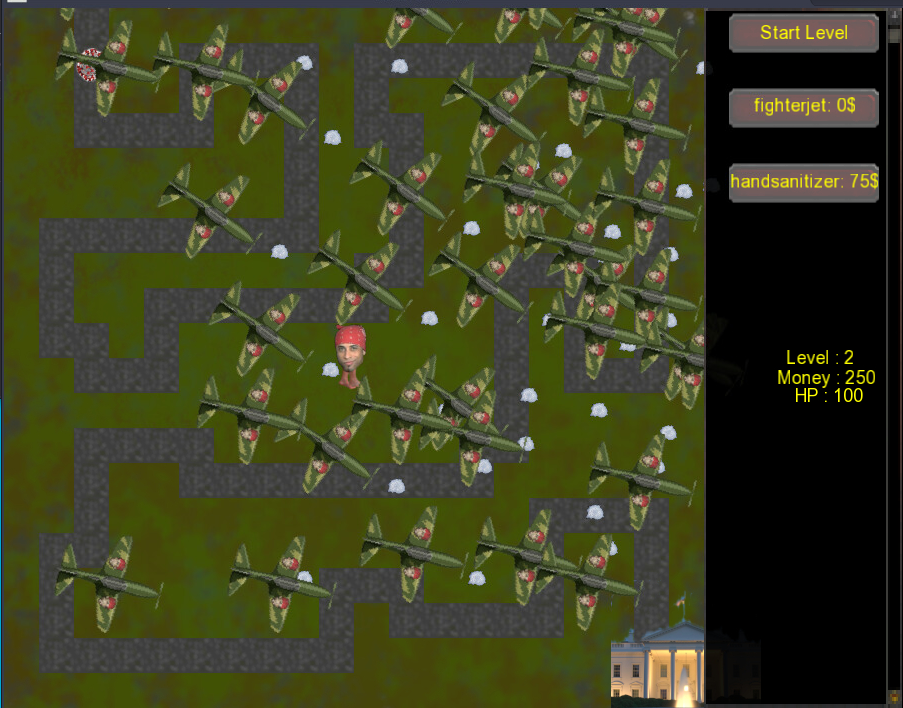 Start Level
fighterjet: 0$
handsanitizer: 75$
Level : 2
Money : 250
HP : 100